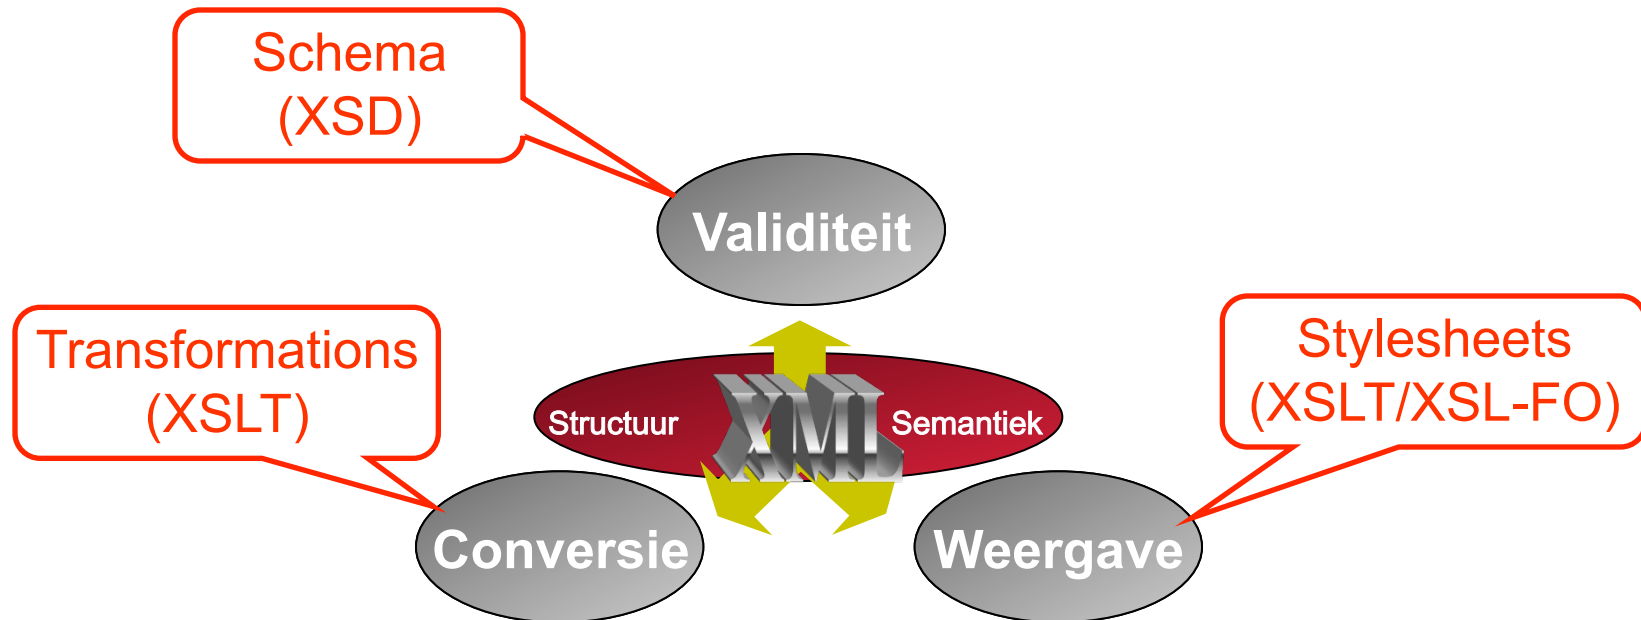 Schema
(XSD)
Validiteit
Transformations
(XSLT)
Stylesheets
(XSLT/XSL-FO)
Structuur XML Semantiek
Conversie
Weergave